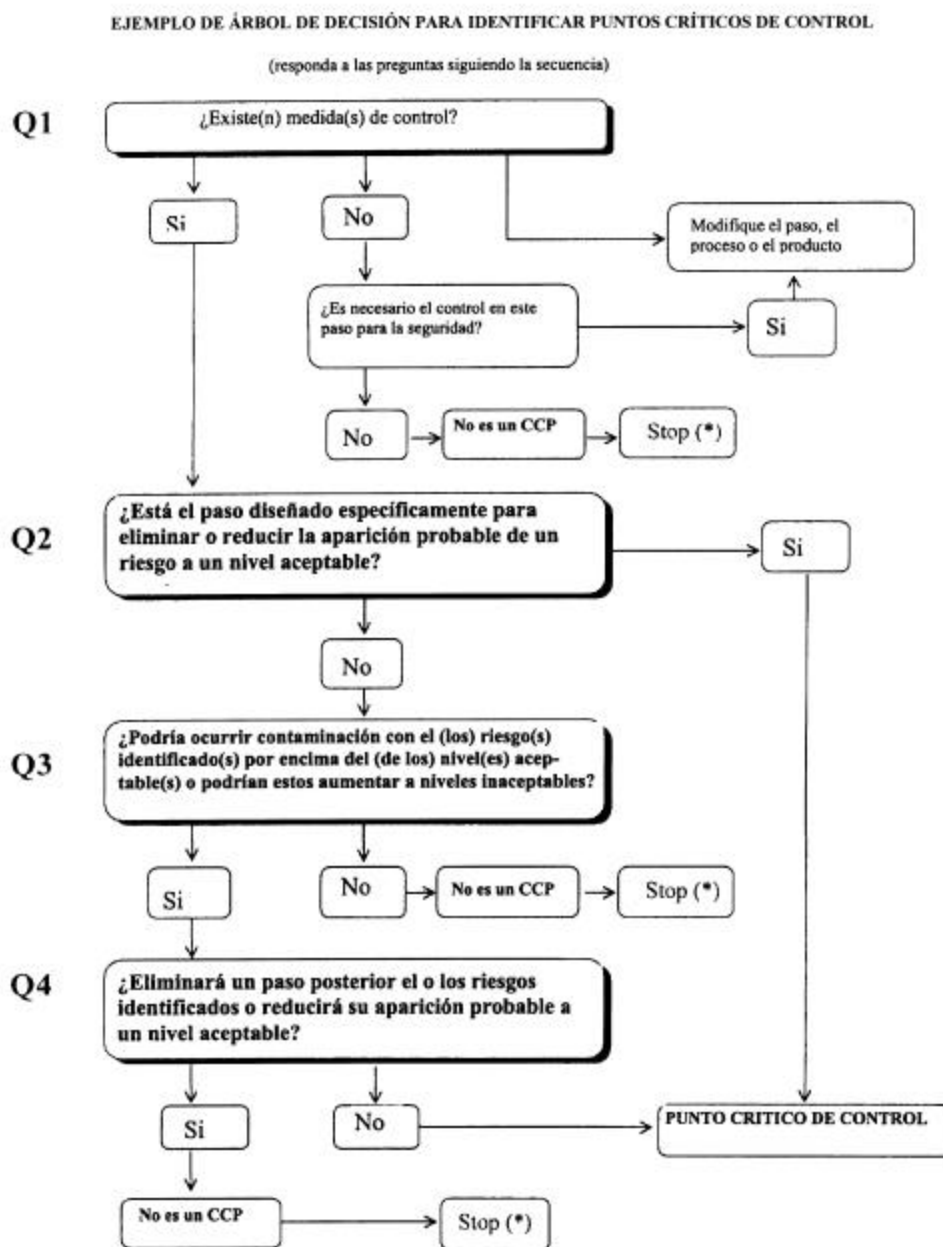 EJEMPLO DE ÁRBOL DE DECISIÓN PARA IDENTIFICAR PUNTOS CRÍTICOS DE CONTROL
(responda a las preguntas siguiendo la secuencia)
Q1
¿Existe(n) medida(s) de control?
Si
No
Modifique el paso, el
proceso o el producto
¿Es necesario el control en este
paso para la seguridad?
Si
No
No es un CCP
Stop (*)
Q2
¿Está el paso diseñado específicamente para
eliminar o reducir la aparición probable de un
riesgo a un nivel aceptable?
Si
No
Q3
¿Podría ocurrir contaminación con el (los) riesgo(s)
identificado(s) por encima del (de los) nivel(es) acep-
table(s) o podrían estos aumentar a niveles inaceptables?
Si
No
No es un CCP
Stop (*)
Q4
¿Eliminará un paso posterior el o los riesgos
identificados o reducirá su aparición probable a
un nivel aceptable?
Si
No
PUNTO CRITICO DE CONTROL
No es un CCP
Stop (*)